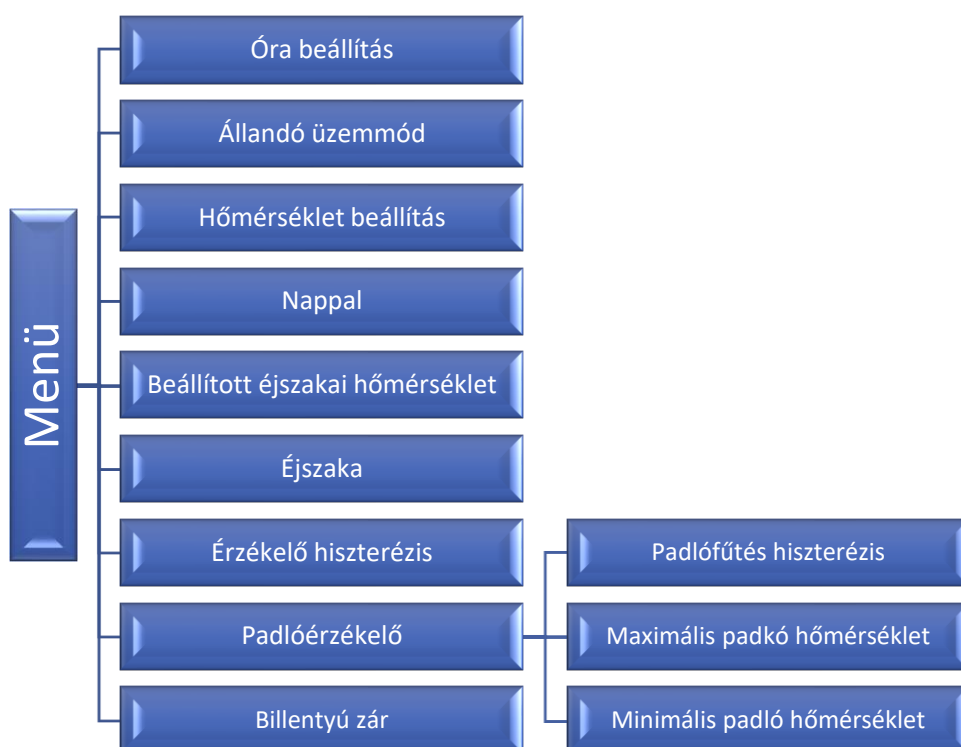 Menü
Óra beállítás
Állandó üzemmód
Hőmérséklet beállítás
Nappal
Beállított éjszakai hőmérséklet
Éjszaka
Érzékelő hiszterézis
Padlóérzékelő
Billentyú zár
Padlófűtés hiszterézis
Maximális padkó hőmérséklet
Minimális padló hőmérséklet